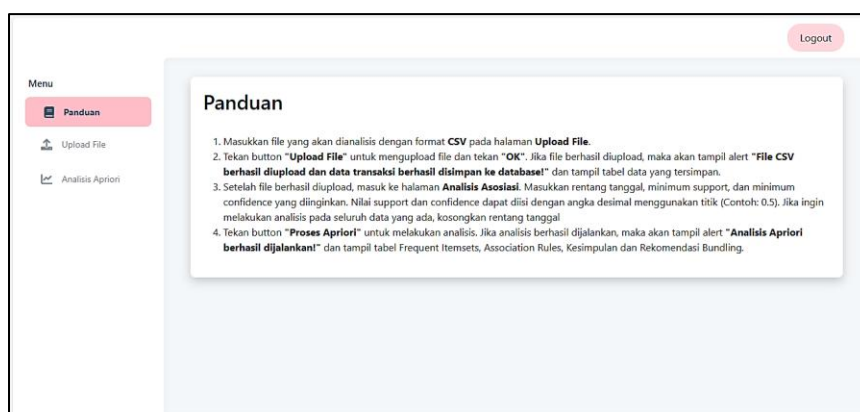 Logout
Menu
Panduan
Upload File
Analisis Apriori
Panduan
1. Masukkan file yang akan dianalisis dengan format CSV pada halaman Upload File.
2. Tekan button "Upload File" untuk mengupload file dan tekan "OK". Jika file berhasil diupload, maka akan tampil alert "File CSV
berhasil diupload dan data transaksi berhasil disimpan ke database!" dan tampil tabel data yang tersimpan.
3. Setelah file berhasil diupload, masuk ke halaman Analisis Asosiasi. Masukkan rentang tanggal, minimum support, dan minimum
confidence yang diinginkan. Nilai support dan confidence dapat diisi dengan angka desimal menggunakan titik (Contoh: 0.5). Jika ingin
melakukan analisis pada seluruh data yang ada, kosongkan rentang tanggal
4. Tekan button "Proses Apriori" untuk melakukan analisis. Jika analisis berhasil dijalankan, maka akan tampil alert "Analisis Apriori
berhasil dijalankan!" dan tampil tabel Frequent Itemsets, Association Rules, Kesimpulan dan Rekomendasi Bundling.